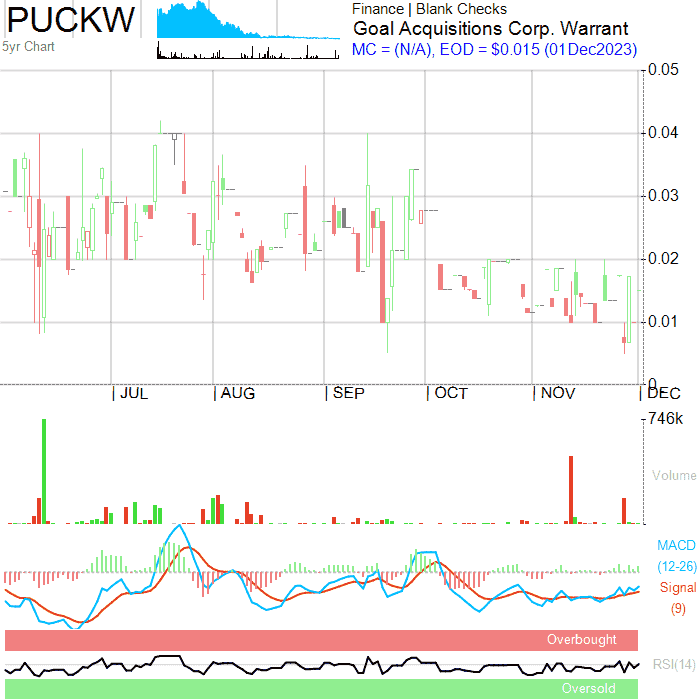 PUCKW
5yr Chart
Finance | Blank Checks
Goal Acquisitions Corp. Warrant
MC = (N/A), EOD = $0.015 (01Dec2023)
0.05
0.04
0.03
0.02
0.01
0
JUL AUG SEP OCT NOV DEC
746k
Volume
MACD
(12-26)
Signal
(9)
Overbought
RSI(14)
Oversold